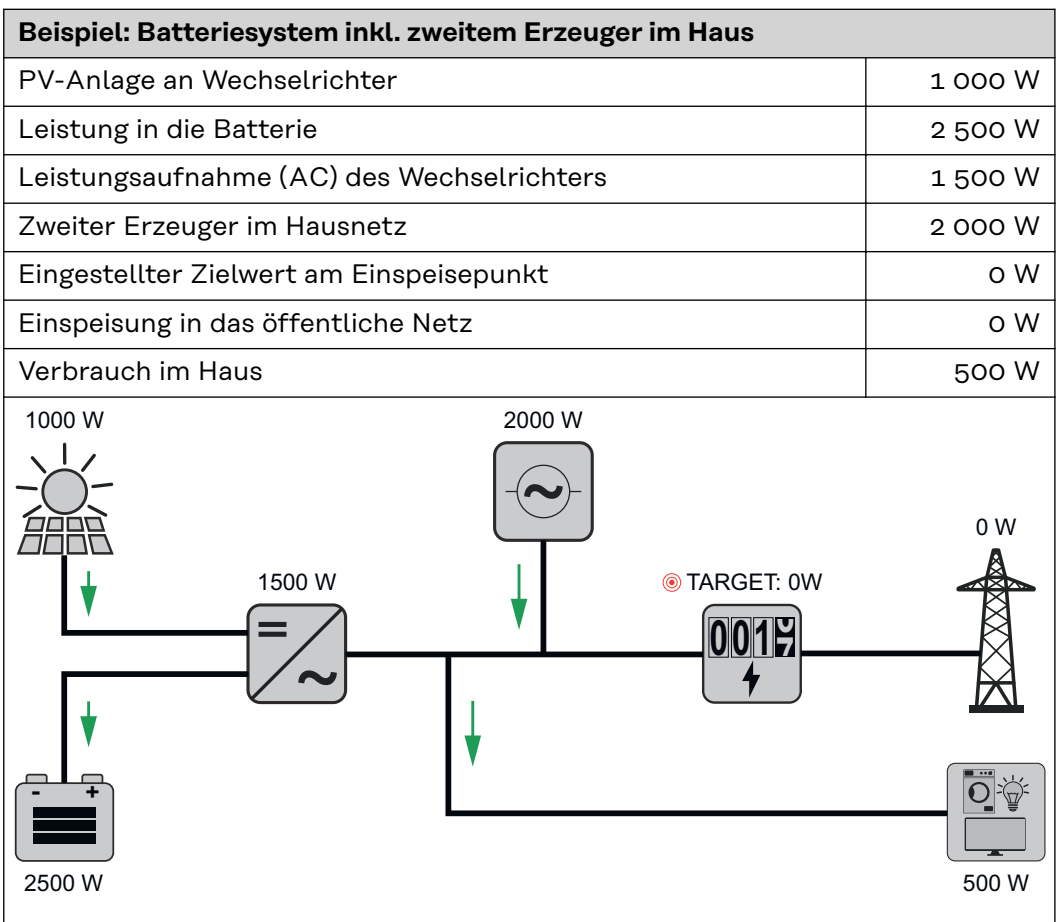 Beispiel: Batteriesystem inkl. zweitem Erzeuger im Haus
PV-Anlage an Wechselrichter 1 000 W
Leistung in die Batterie 2 500 W
Leistungsaufnahme (AC) des Wechselrichters 1 500 W
Zweiter Erzeuger im Hausnetz 2 000 W
Eingestellter Zielwert am Einspeisepunkt 0 W
Einspeisung in das öffentliche Netz 0 W
Verbrauch im Haus 500 W
1000 W
2000 W
0 W
1500 W
TARGET: 0W
001
- +
2500 W
500 W